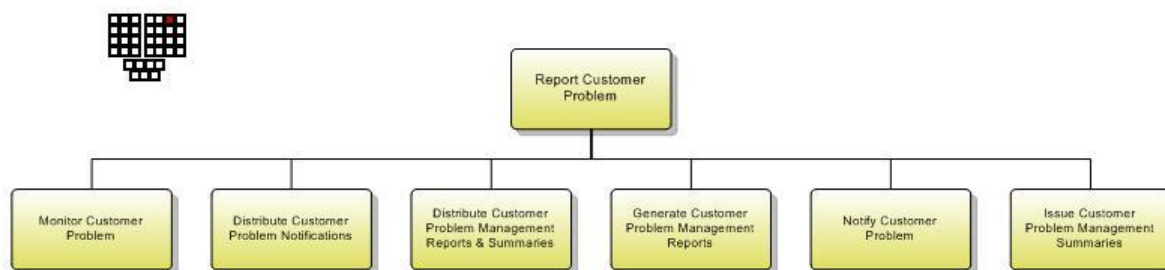 Report Customer
Problem
Monitor Customer
Problem
Distribute Customer
Problem Notifications
Distribute Customer
Problem Management
Reports & Summaries
Generate Customer
Problem Management
Reports
Notify Customer
Problem
Issue Customer
Problem Management
Summaries